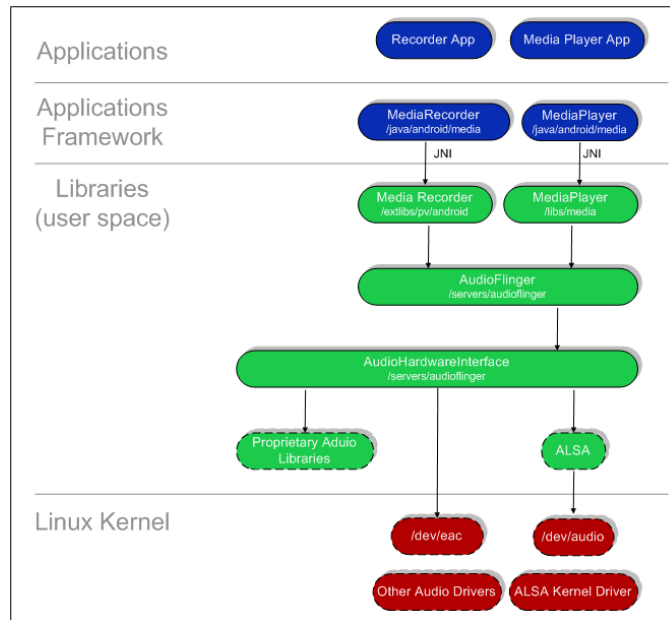 Applications
Recorder App
Media Player App
Applications
Framework
MediaRecorder
/java/android/media
MediaPlayer
/java/android/media
JNI
JNI
Libraries
(user space)
Media Recorder
/extlibs/pv/android
MediaPlayer
/libs/media
AudioFlinger
/servers/audioflinger
AudioHardwareInterface
/servers/audioflinger
Proprietary Aduio
Libraries
ALSA
Linux Kernel
/dev/eac
/dev/audio
Other Audio Drivers
ALSA Kernel Driver